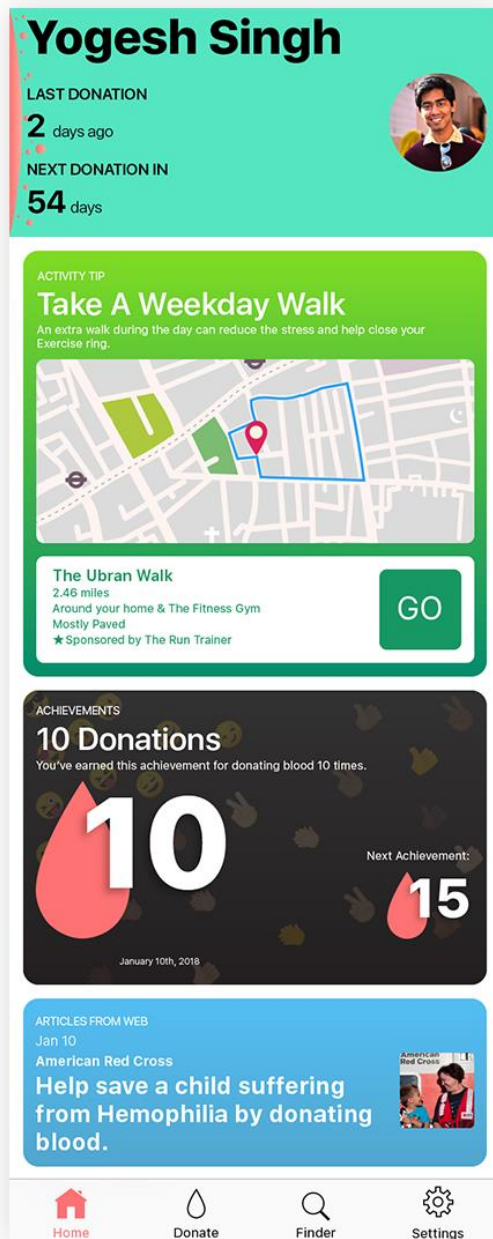 Yogesh Singh
LAST DONATION
2 days ago
NEXT DONATION IN
54 days
ACTIVITY TIP
Take A Weekday Walk
An extra walk during the day can reduce the stress and help close your
Exercise ring.
The Ubran Walk
2.46 miles
Around your home & The Fitness Gym
Mostly Paved
★Sponsored by The Run Trainer
GO
ACHIEVEMENTS
10 Donations
You've earned this achievement for donating blood 10 times.
10
Next Achievement:
15
January 10th, 2018
ARTICLES FROM WEB
Jan 10
American Red Cross
Help save a child suffering
from Hemophilia by donating
blood.
American
Red Cross
Home
Donate
Finder
Settings